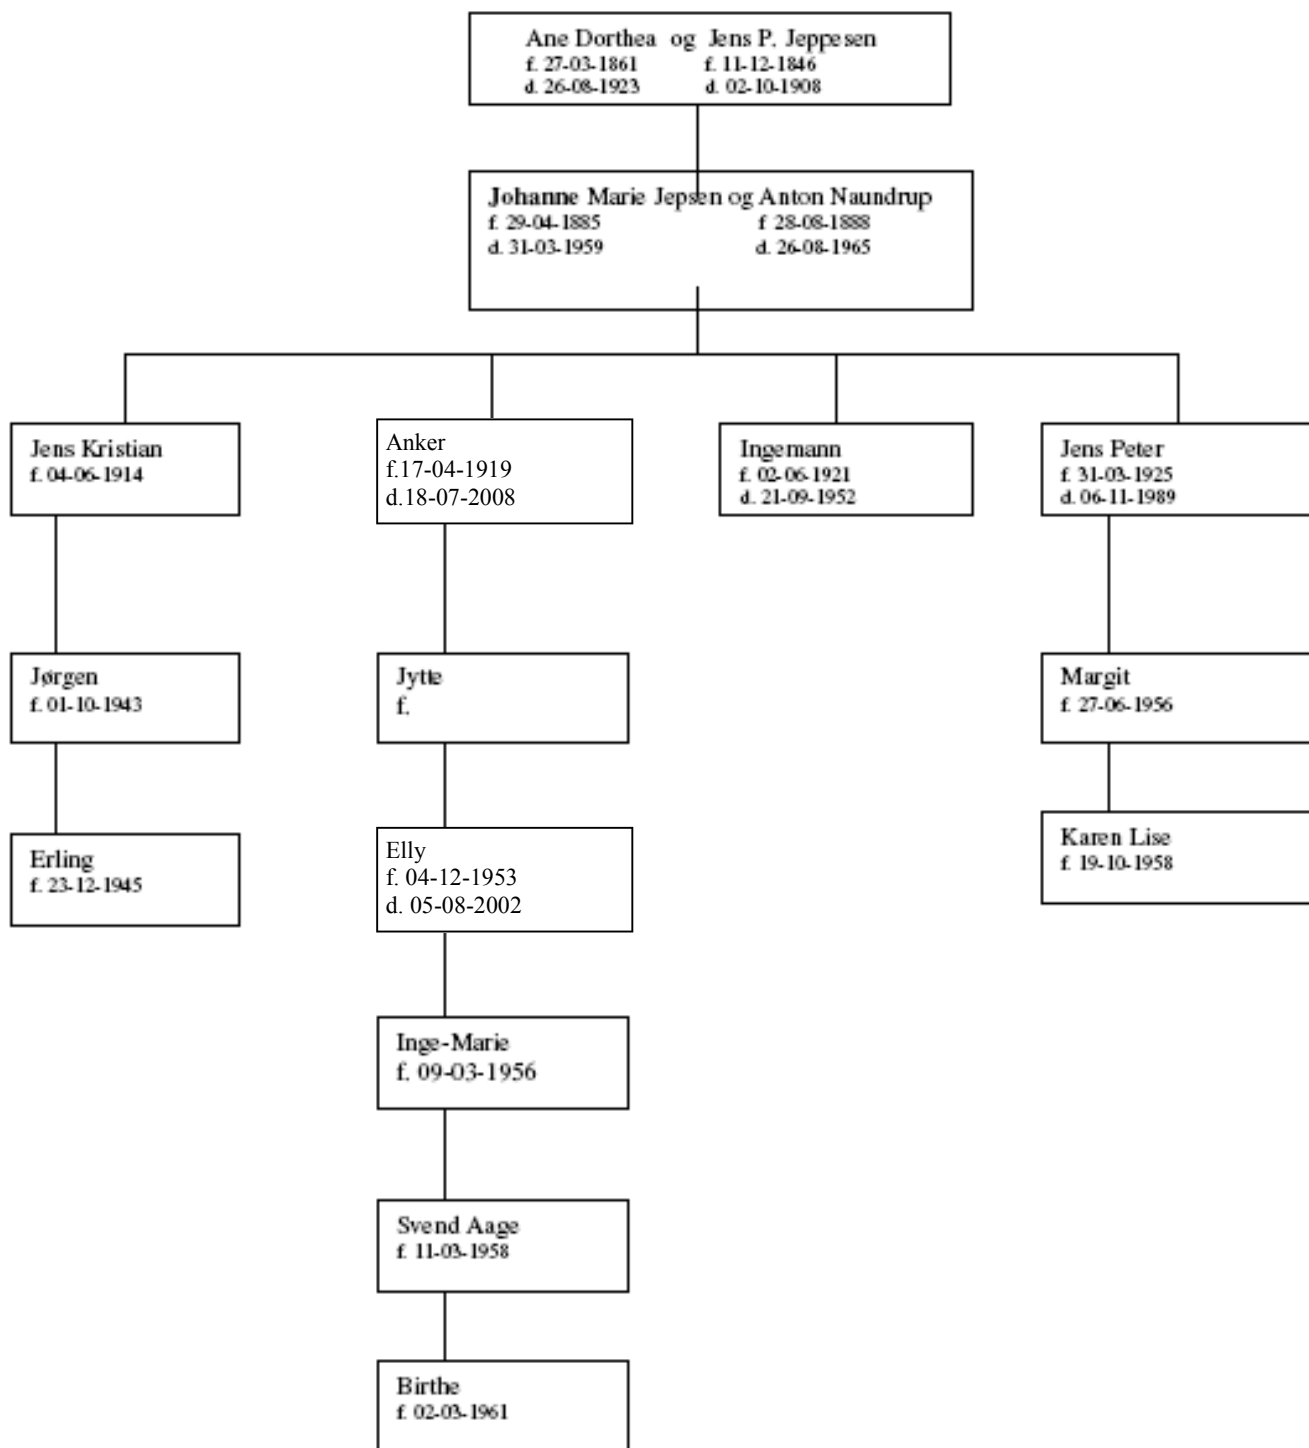 Ane Dorthea og Jens P. Jeppesen
f. 27-03-1861 f. 11-12-1846
d. 26-08-1923 d. 02-10-1908
Johanne Marie Jepsen og Anton Naundrup
f. 29-04-1885 f 28-08-1888
d. 31-03-1959 d. 26-08-1965
Jens Kristian
f. 04-06-1914
Anker
f.17-04-1919
d.18-07-2008
Ingemann
f. 02-06-1921
d. 21-09-1952
Jens Peter
f. 31-03-1925
d. 06-11-1989
Jørgen
f. 01-10-1943
Jytte
f.
Margit
f. 27-06-1956
Erling
f. 23-12-1945
Elly
f. 04-12-1953
d. 05-08-2002
Karen Lise
f. 19-10-1958
Inge-Marie
f. 09-03-1956
Svend Aage
f. 11-03-1958
Birthe
f. 02-03-1961